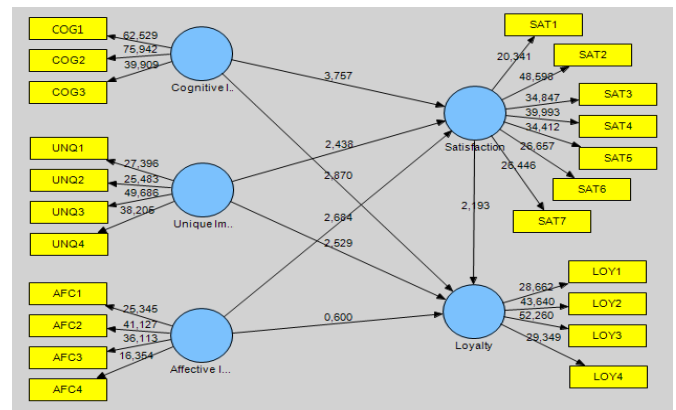 COG1
62,529
COG2
75,942
COG3
39,909
Cognitive I..
UNQ1
27,396
UNQ2
25,483
UNQ3
49,686
UNQ4
38,205
Unique Im..
AFC1
25,345
AFC2
41,127
AFC3
36,113
AFC4
16,354
Affective I...
3,757
2,438
2,870
2,684
2,529
0,600
2,193
SAT1
20,341
SAT2
48,598
SAT3
34,847
SAT4
39,993
SAT5
34,412
SAT6
26,657
SAT7
26,446
Satisfaction
LOY1
28,662
LOY2
43,640
LOY3
52,260
LOY4
29,349
Loyalty